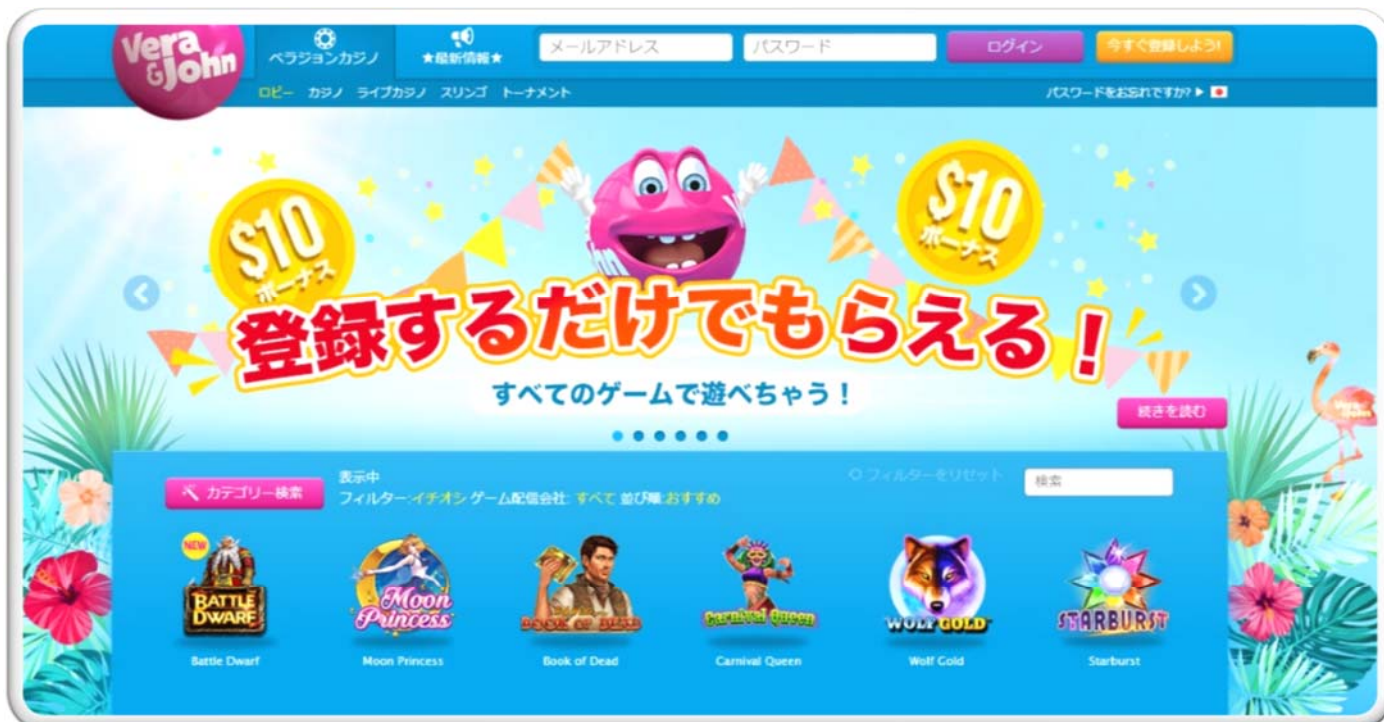 Vera
&John
ベラジョンカジノ
★最新情報★
メールアドレス
パスワード
ログイン
今すぐ登録しよう!
ロビー カジノ ライブカジノ スリンゴ トーナメント
パスワードをお忘れですか?
$10
ボーナス
$10
ボーナス
登録するだけでもらえる!
すべてのゲームで遊べちゃう!
続きを読む
Vera
&John
カテゴリー検索
表示中
フィルター:イチオシ ゲーム配信会社: すべて 並び順:おすすめ
フィルターをリセット
検索
NEW
BATTLE
DWARF
Moon
Princess
BOOK OF DEAD
Carnival Queen
WOLF GOLD
STARBURST
Battle Dwarf
Moon Princess
Book of Dead
Carnival Queen
Wolf Gold
Starburst